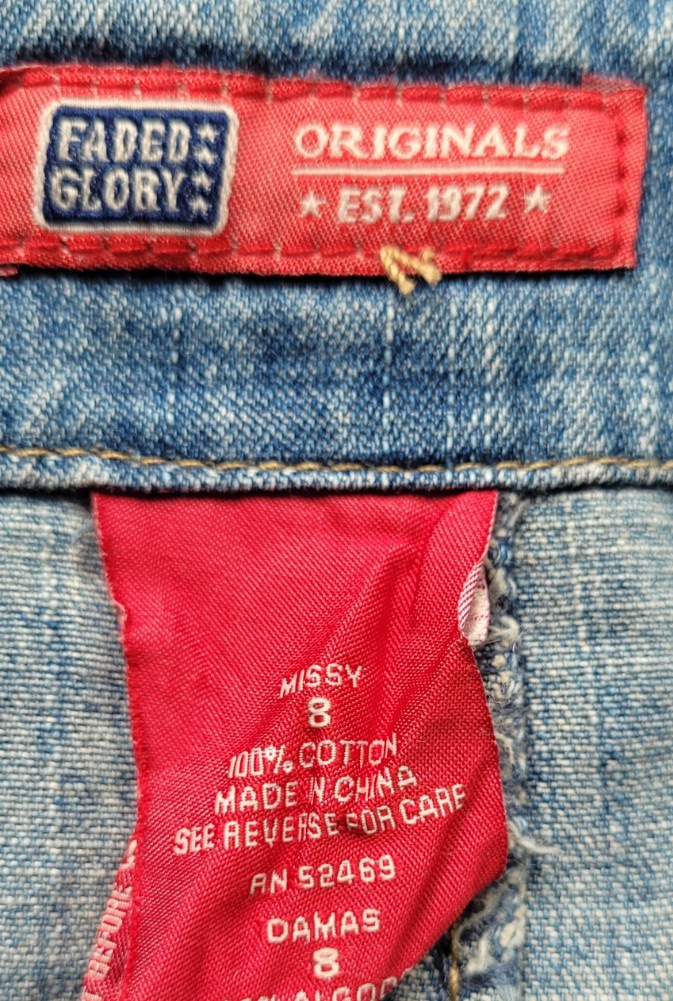 FADED
GLORY
ORIGINALS
★ EST. 1972 ★
MISSY
8
100% COTTON
MADE IN CHINA
SEE REVERSE FOR CARE
RN 52469
DAMAS
8
BEFORE